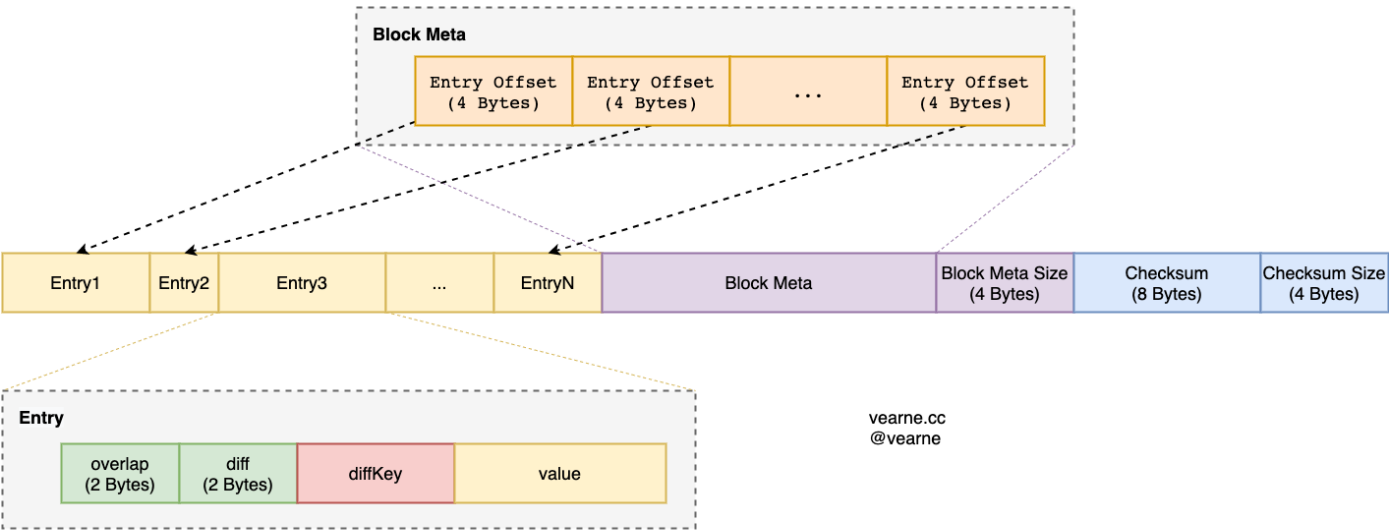 Block Meta
Entry Offset
(4 Bytes)
Entry Offset
(4 Bytes)
...
Entry Offset
(4 Bytes)
Entry1
Entry2
Entry3
...
EntryN
Block Meta
Block Meta Size
(4 Bytes)
Checksum
(8 Bytes)
Checksum Size
(4 Bytes)
Entry
overlap
(2 Bytes)
diff
(2 Bytes)
diffKey
value
vearne.cc
@vearne